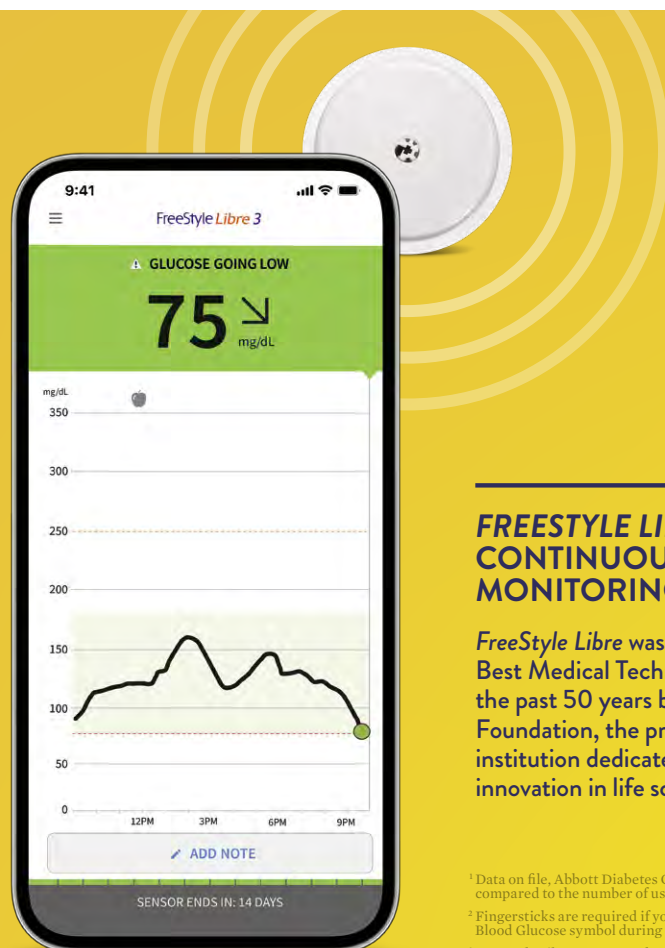 9:41
FreeStyle Libre 3
GLUCOSE GOING LOW
75
mg/dL
mg/dL
350
300
250
200
150
100
50
0
12PM 3PM 6PM 9PM
ADD NOTE
SENSOR ENDS IN: 14 DAYS
FREESTYLE LI
CONTINUOU
MONITORING
FreeStyle Libre was
Best Medical Tech
the past 50 years b
Foundation, the pr
institution dedicate
innovation in life sc
1 Data on file, Abbott Diabetes C
compared to the number of us
2 Fingersticks are required if yo
Blood Glucose symbol during